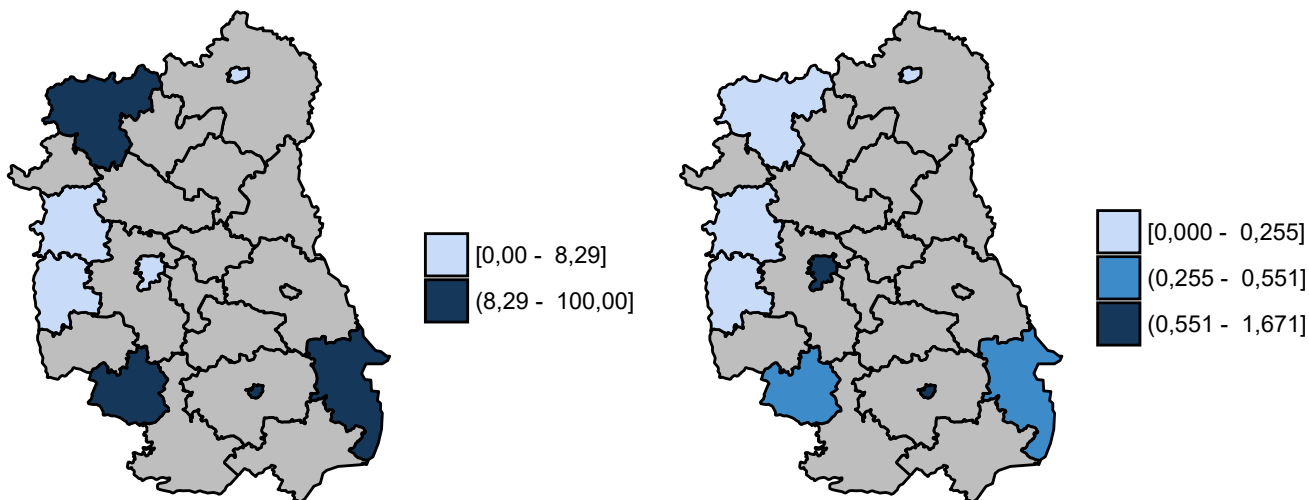 [0,00 - 8,29]
(8,29 - 100,00]
[0,000 - 0,255]
(0,255 - 0,551]
(0,551 - 1,671]